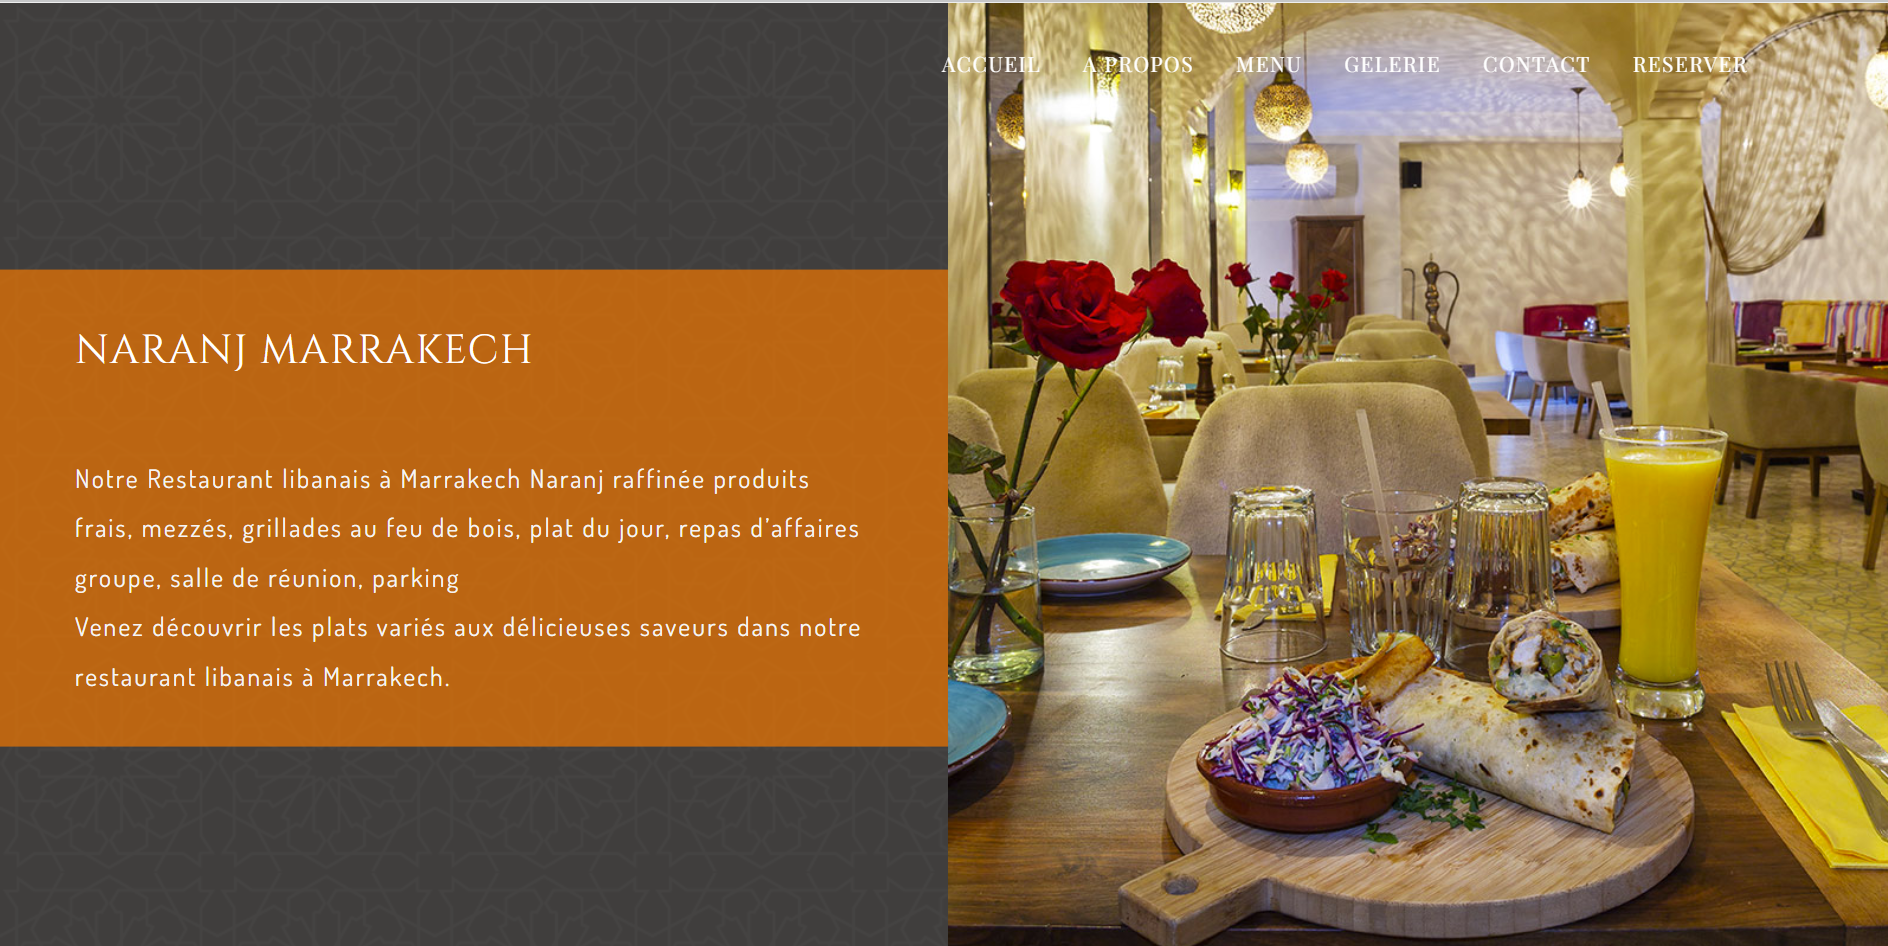 ACCUEIL A PROPOS MENU GELERIE CONTACT RESERVER
NARANJ MARRAKECH
Notre Restaurant libanais à Marrakech Naranj raffinée produits
frais, mezzés, grillades au feu de bois, plat du jour, repas d’affaires
groupe, salle de réunion, parking
Venez découvrir les plats variés aux délicieuses saveurs dans notre
restaurant libanais à Marrakech.